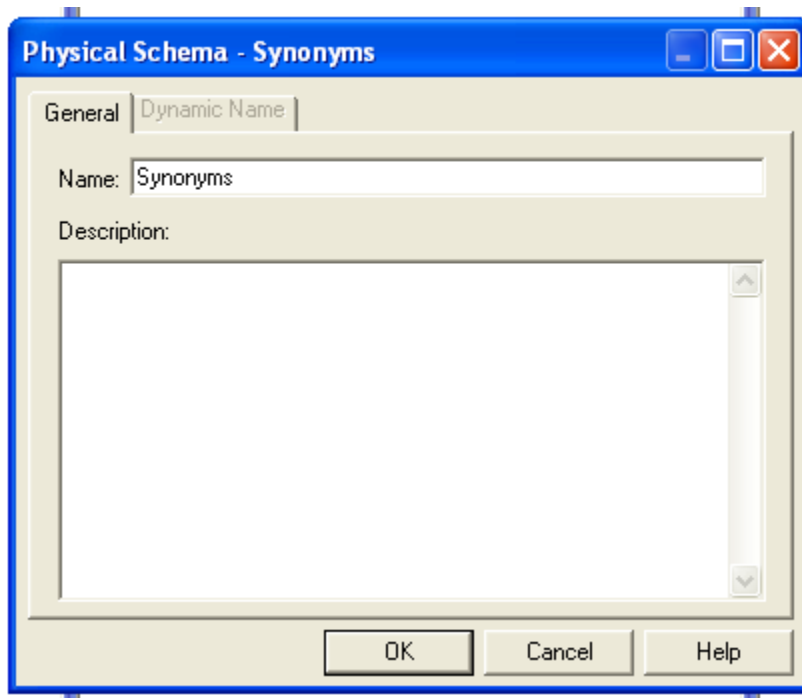 Physical Schema - Synonyms
General Dynamic Name
Name: Synonyms
Description:
OK Cancel Help